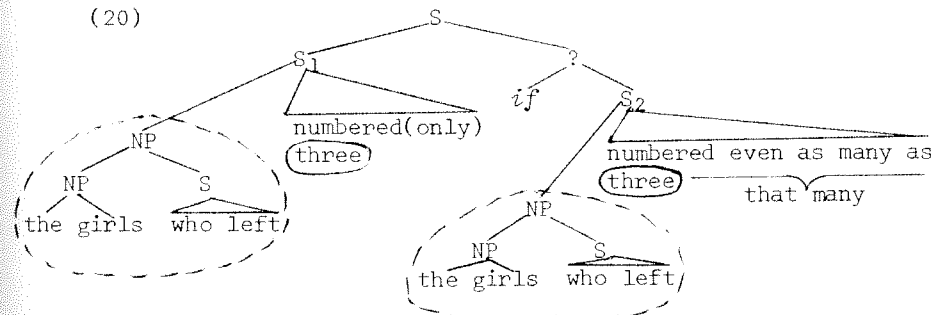 (20)
S
S1
?
if
S2
numbered(only)
three
numbered even as many as
three
that many
NP
NP
S
the girls
who left
NP
NP
S
the girls
who left